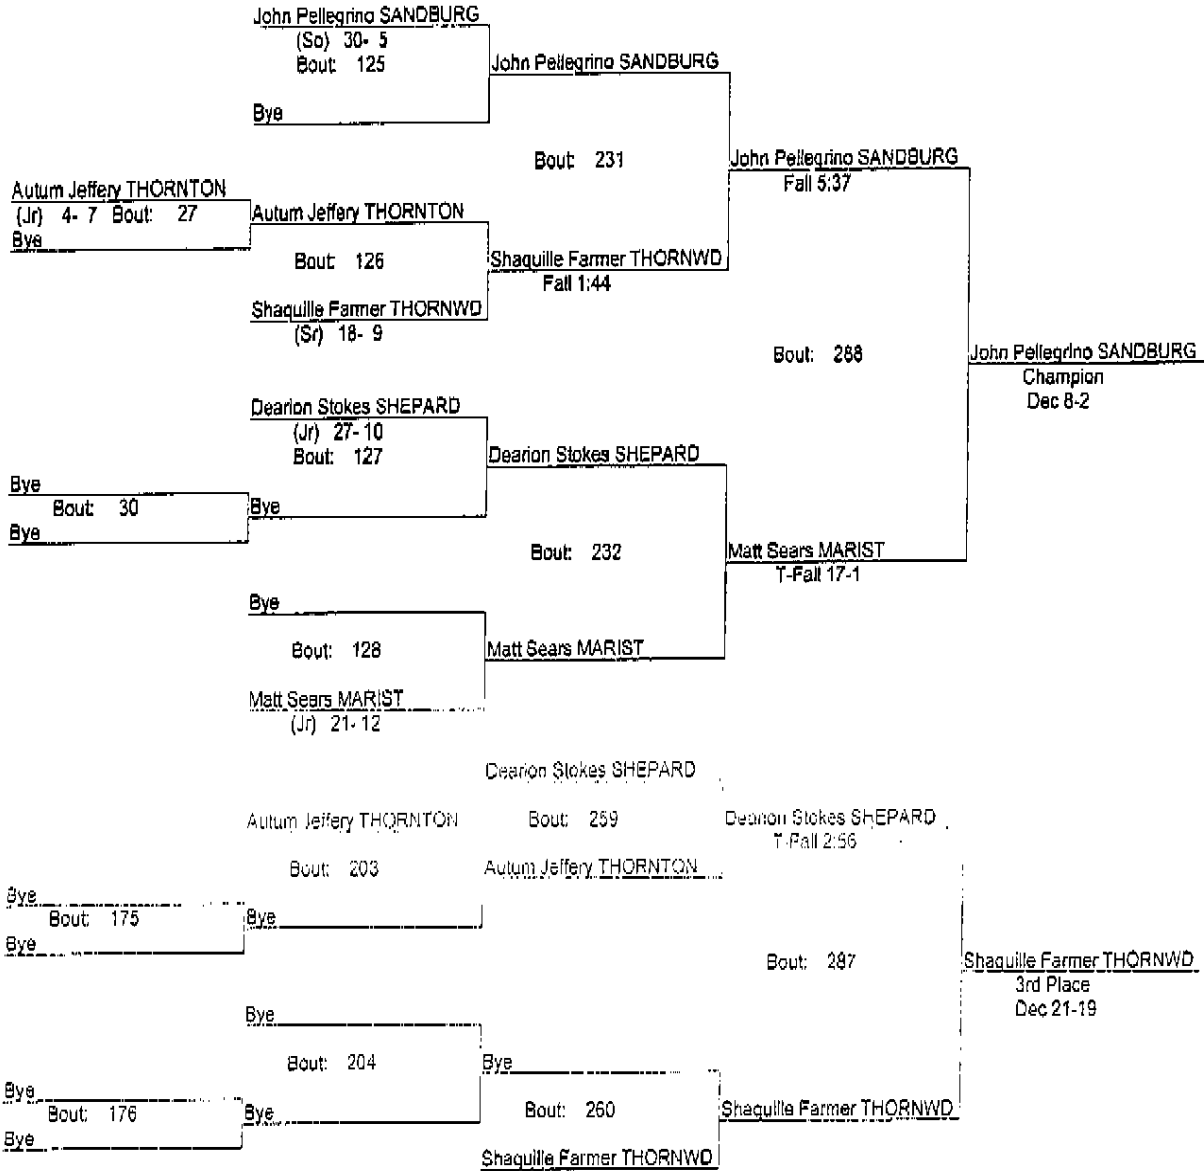 John Pellegrino SANDBURG
(So) 30- 5
Bout: 125
John Pellegrino SANDBURG
Bye
Bout: 231
John Pellegrino SANDBURG
Fall 5:37
Autum Jeffery THORNTON
(Jr) 4- 7 Bout: 27
Bye
Autum Jeffery THORNTON
Bout: 126
Shaquille Farmer THORNWD
Fall 1:44
Shaquille Farmer THORNWD
(Sr) 18- 9
Bout: 288
John Pellegrino SANDBURG
Champion
Dec 8-2
Dearion Stokes SHEPARD
(Jr) 27- 10
Bout: 127
Dearion Stokes SHEPARD
Bye
Bout: 30
Bye
Bye
Bout: 232
Matt Sears MARIST
T-Fall 17-1
Bye
Bout: 128
Matt Sears MARIST
Matt Sears MARIST
(Jr) 21- 12
Dearion Stokes SHEPARD
Autum Jeffery THORNTON
Bout: 259
Dearion Stokes SHEPARD
T-Fall 2:56
Bout: 203
Autum Jeffery THORNTON
Bye
Bout: 175
Bye
Bye
Bout: 287
Shaquille Farmer THORNWD
3rd Place
Dec 21-19
Bye
Bout: 204
Bye
Bye
Bout: 176
Bye
Bye
Bout: 260
Shaquille Farmer THORNWD
Shaquille Farmer THORNWD